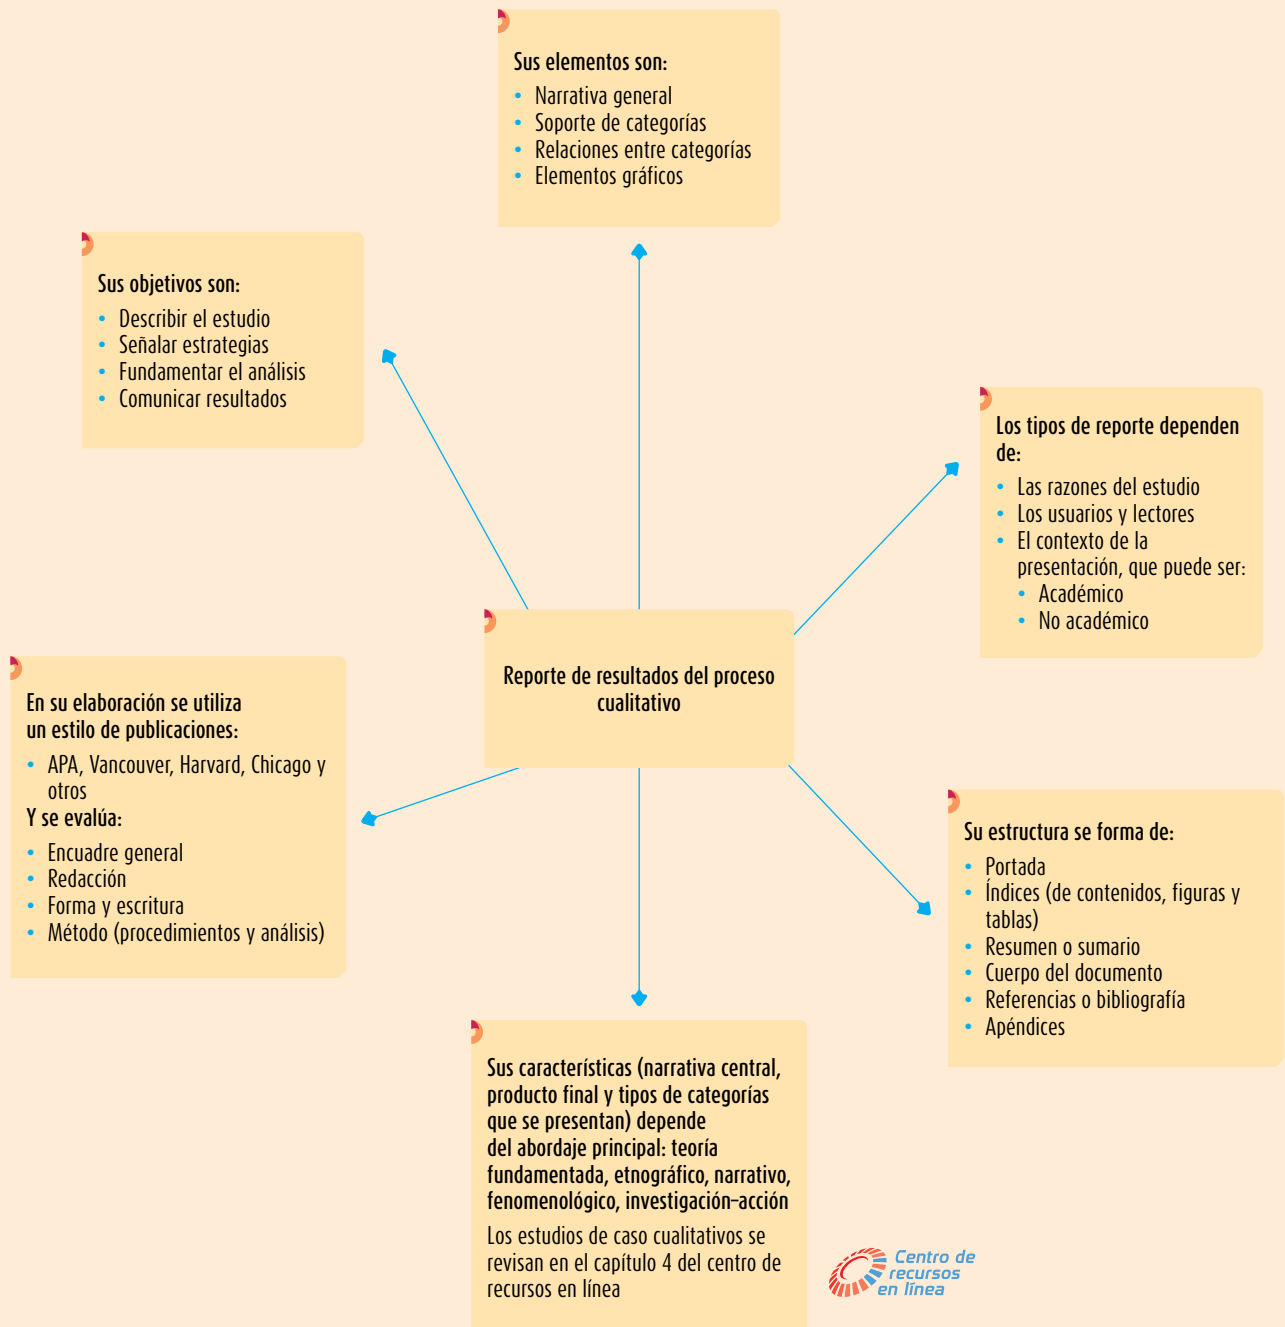 Sus elementos son:
• Narrativa general
• Soporte de categorías
• Relaciones entre categorías
• Elementos gráficos
Sus objetivos son:
• Describir el estudio
• Señalar estrategias
• Fundamentar el análisis
• Comunicar resultados
Los tipos de reporte dependen
de:
• Las razones del estudio
• Los usuarios y lectores
• El contexto de la
presentación, que puede ser:
• Académico
• No académico
Reporte de resultados del proceso
cualitativo
En su elaboración se utiliza
un estilo de publicaciones:
• APA, Vancouver, Harvard, Chicago y
otros
Y se evalúa:
• Encuadre general
• Redacción
• Forma y escritura
• Método (procedimientos y análisis)
Su estructura se forma de:
• Portada
• Índices (de contenidos, figuras y
tablas)
• Resumen o sumario
• Cuerpo del documento
• Referencias o bibliografía
• Apéndices
Sus características (narrativa central,
producto final y tipos de categorías
que se presentan) depende
del abordaje principal: teoría
fundamentada, etnográfico, narrativo,
fenomenológico, investigación-acción
Los estudios de caso cualitativos se
revisan en el capítulo 4 del centro de
recursos en línea
Centro de
recursos
en línea